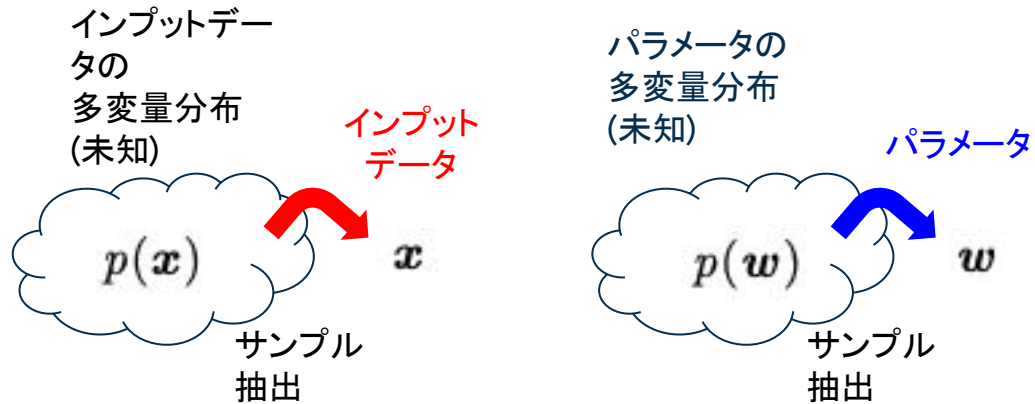 インプットデー
タの
多変量分布
(未知)
インプット
データ
p(x)
x
サンプル
抽出
パラメータの
多変量分布
(未知)
パラメータ
p(w)
w
サンプル
抽出